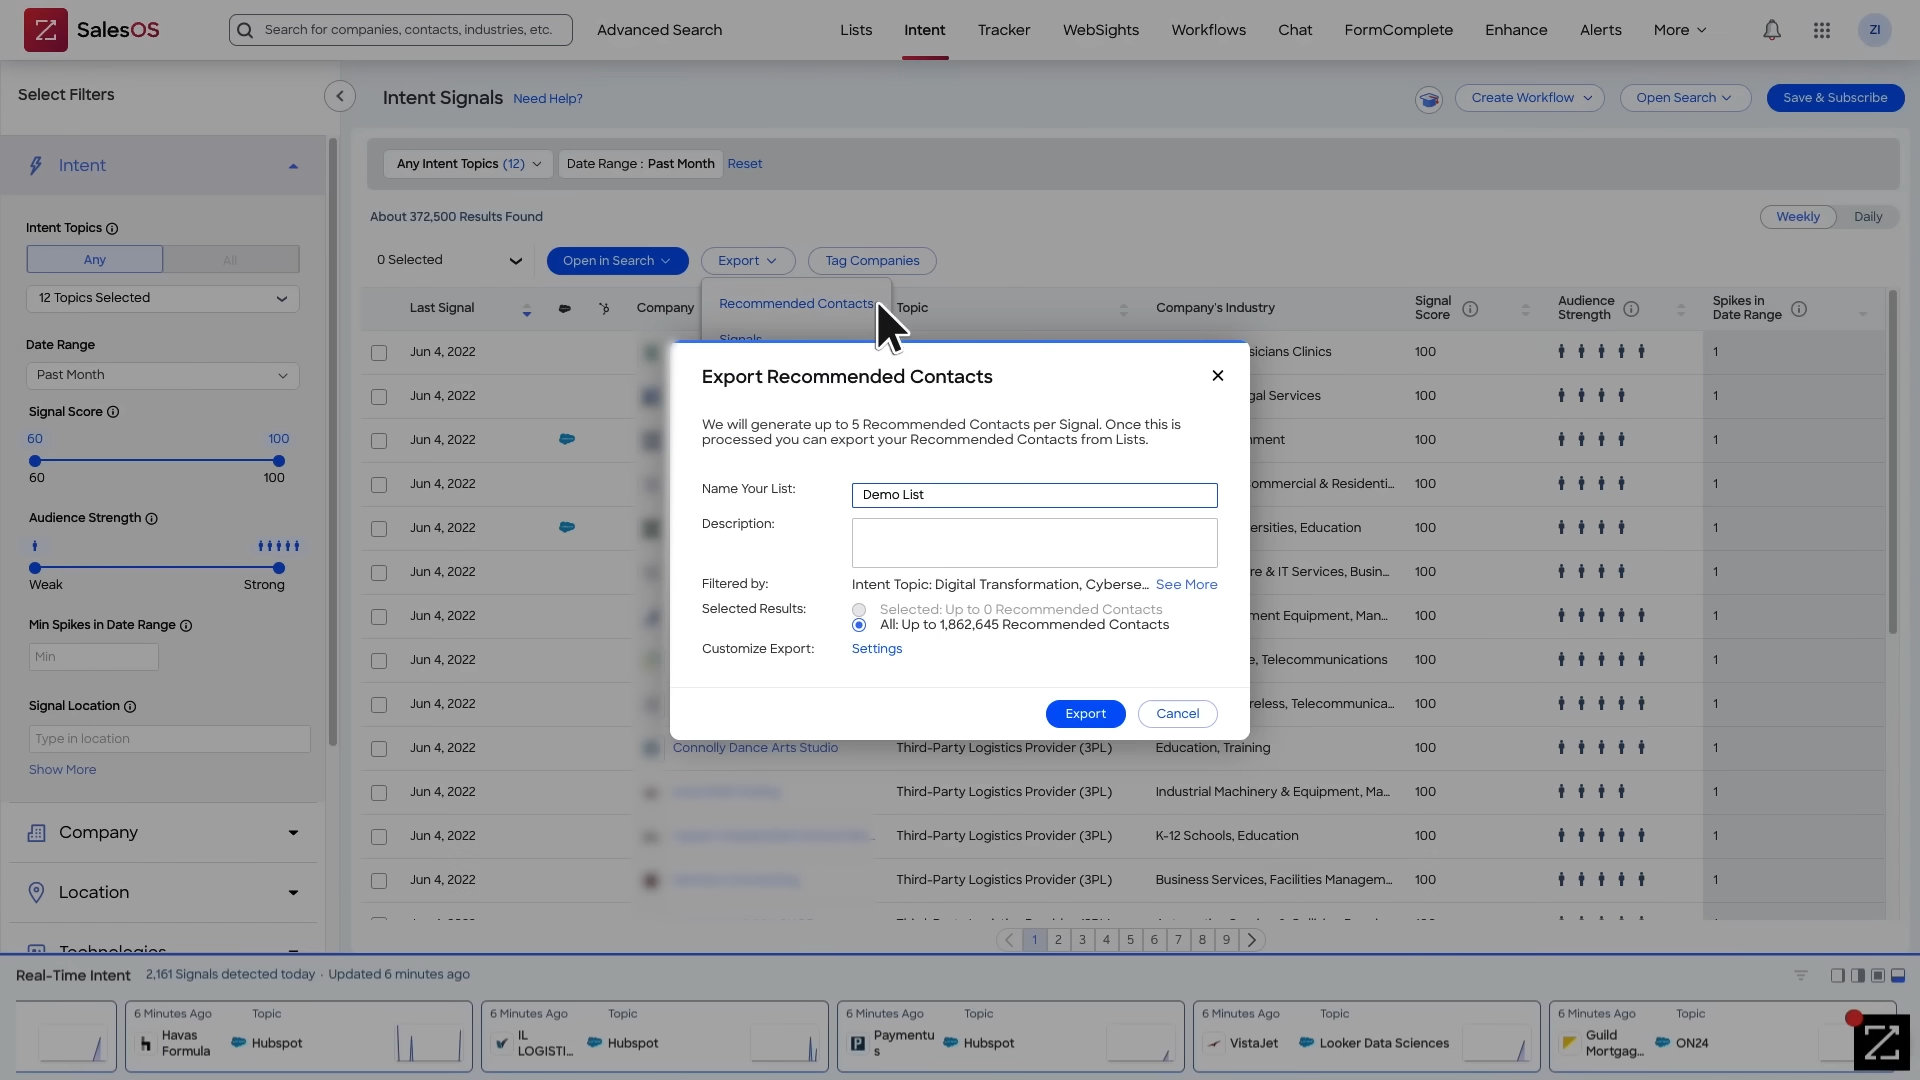 SalesOS
Search for companies, contacts, industries, etc.
Advanced Search
Lists
Intent
Tracker
WebSights
Workflows
Chat
FormComplete
Enhance
Alerts
More
ZI
Select Filters
Intent Signals
Need Help?
Create Workflow
Open Search
Save & Subscribe
Intent
Any Intent Topics (12)
Date Range : Past Month
Reset
About 372,500 Results Found
Weekly
Daily
Intent Topics
Any
All
12 Topics Selected
Date Range
Past Month
Signal Score
60 100
60 100
Audience Strength
Weak Strong
Min Spikes in Date Range
Min
Signal Location
Type in location
Show More
Company
Location
Technologies
0 Selected
Open in Search
Export
Tag Companies
Recommended Contacts
Signals
Last Signal
Company
Topic
Company's Industry
Signal Score
Audience Strength
Spikes in Date Range
Jun 4, 2022 sicians Clinics 100 1
Jun 4, 2022 gal Services 100 1
Jun 4, 2022 nment 100 1
Jun 4, 2022 ommercial & Residenti... 100 1
Jun 4, 2022 ersities, Education 100 1
Jun 4, 2022 re & IT Services, Busin... 100 1
Jun 4, 2022 ment Equipment, Man... 100 1
Jun 4, 2022 e, Telecommunications 100 1
Jun 4, 2022 reless, Telecommunica... 100 1
Jun 4, 2022 Connolly Dance Arts Studio Third-Party Logistics Provider (3PL) Education, Training 100 1
Jun 4, 2022 Third-Party Logistics Provider (3PL) Industrial Machinery & Equipment, Ma... 100 1
Jun 4, 2022 Third-Party Logistics Provider (3PL) K-12 Schools, Education 100 1
Jun 4, 2022 Third-Party Logistics Provider (3PL) Business Services, Facilities Managem... 100 1
Export Recommended Contacts
We will generate up to 5 Recommended Contacts per Signal. Once this is
processed you can export your Recommended Contacts from Lists.
Name Your List: Demo List
Description:
Filtered by: Intent Topic: Digital Transformation, Cyberse... See More
Selected Results: Selected: Up to 0 Recommended Contacts
All: Up to 1,862,645 Recommended Contacts
Customize Export: Settings
Export Cancel
1 2 3 4 5 6 7 8 9
Real-Time Intent 2,161 Signals detected today · Updated 6 minutes ago
6 Minutes Ago Topic
Havas Formula
Hubspot
6 Minutes Ago Topic
IL LOGISTI...
Hubspot
6 Minutes Ago Topic
Paymentus
Hubspot
6 Minutes Ago Topic
VistaJet
Looker Data Sciences
6 Minutes Ago Topic
Guild Mortgag...
ON24